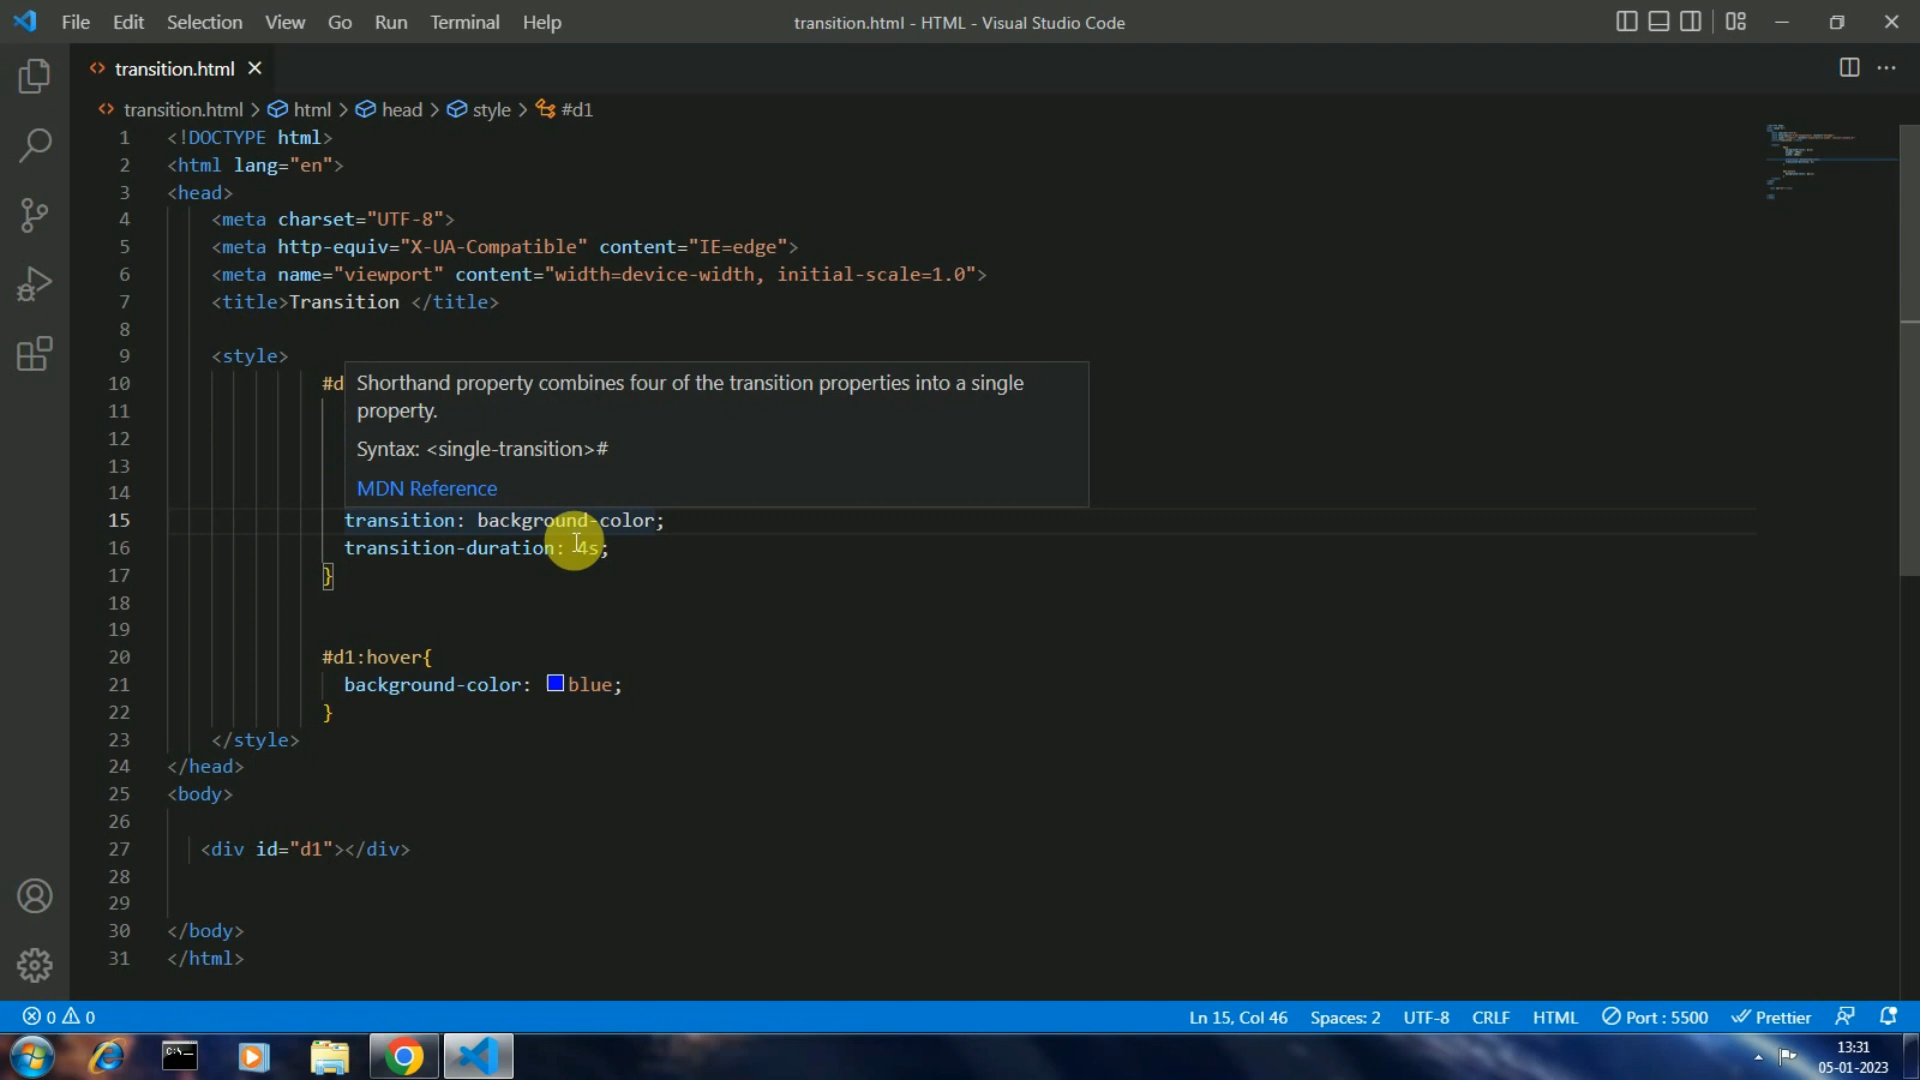 File Edit Selection View Go Run Terminal Help
transition.html - HTML - Visual Studio Code
transition.html
transition.html > html > head > style > #d1
1 <!DOCTYPE html>
2 <html lang="en">
3 <head>
4 <meta charset="UTF-8">
5 <meta http-equiv="X-UA-Compatible" content="IE=edge">
6 <meta name="viewport" content="width=device-width, initial-scale=1.0">
7 <title>Transition </title>
8
9 <style>
10 #d
Shorthand property combines four of the transition properties into a single
11
property.
12
Syntax: <single-transition>#
13
14
MDN Reference
15 transition: background-color;
16 transition-duration: 4s;
17 }
18
19
20 #d1:hover{
21 background-color: blue;
22 }
23 </style>
24 </head>
25 <body>
26
27 <div id="d1"></div>
28
29
30 </body>
31 </html>
0 0
Ln 15, Col 46 Spaces: 2 UTF-8 CRLF HTML Port : 5500 Prettier
13:31
05-01-2023